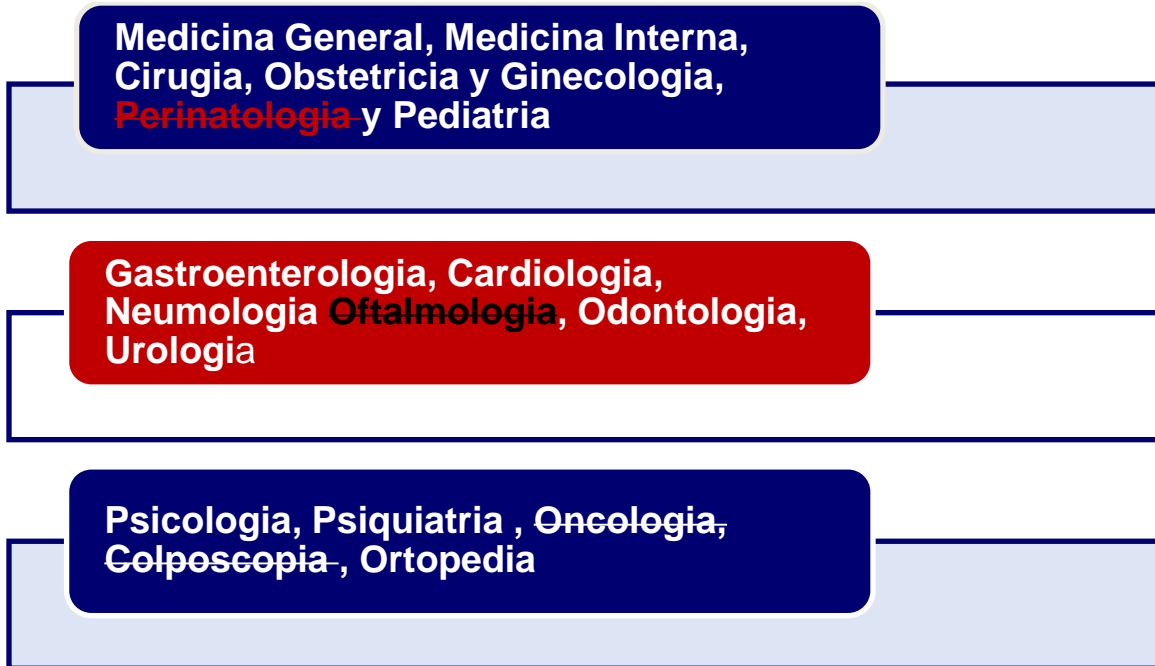 Medicina General, Medicina Interna,
Cirugia, Obstetricia y Ginecologia,
Perinatologia y Pediatria
Gastroenterologia, Cardiologia,
Neumologia Oftalmologia, Odontologia,
Urologia
Psicologia, Psiquiatria , Oncologia,
Colposcopia , Ortopedia